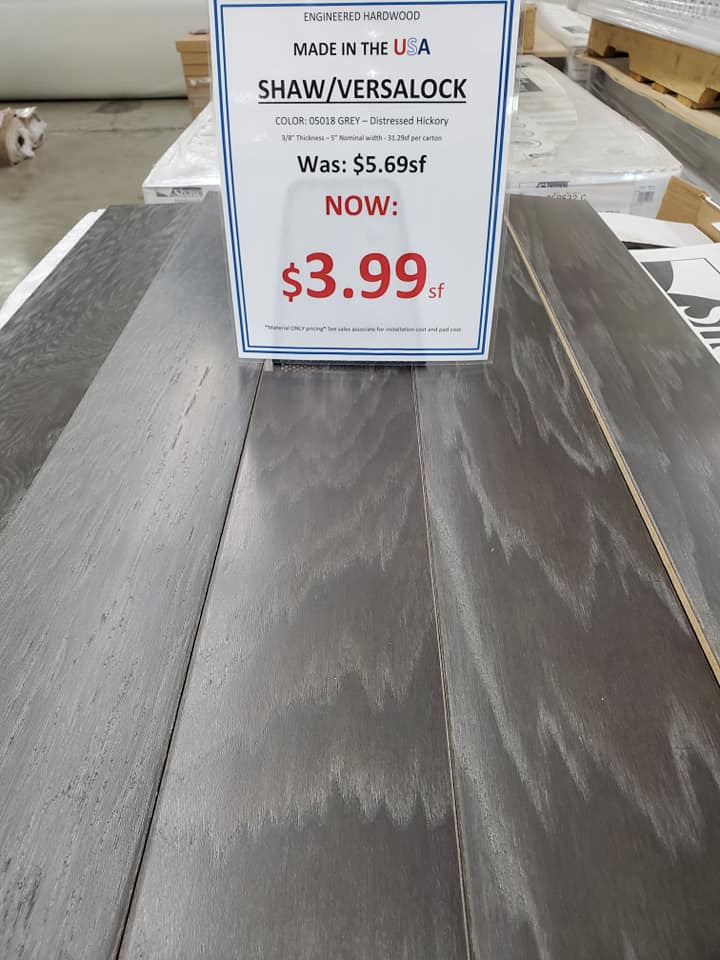 ENGINEERED HARDWOOD
MADE IN THE USA
SHAW/VERSALOCK
COLOR: 05018 GREY – Distressed Hickory
3/8" Thickness – 5" Nominal width - 31.29sf per carton
Was: $5.69sf
NOW:
$3.99sf
*Material ONLY pricing* See sales associate for installation cost and pad cost